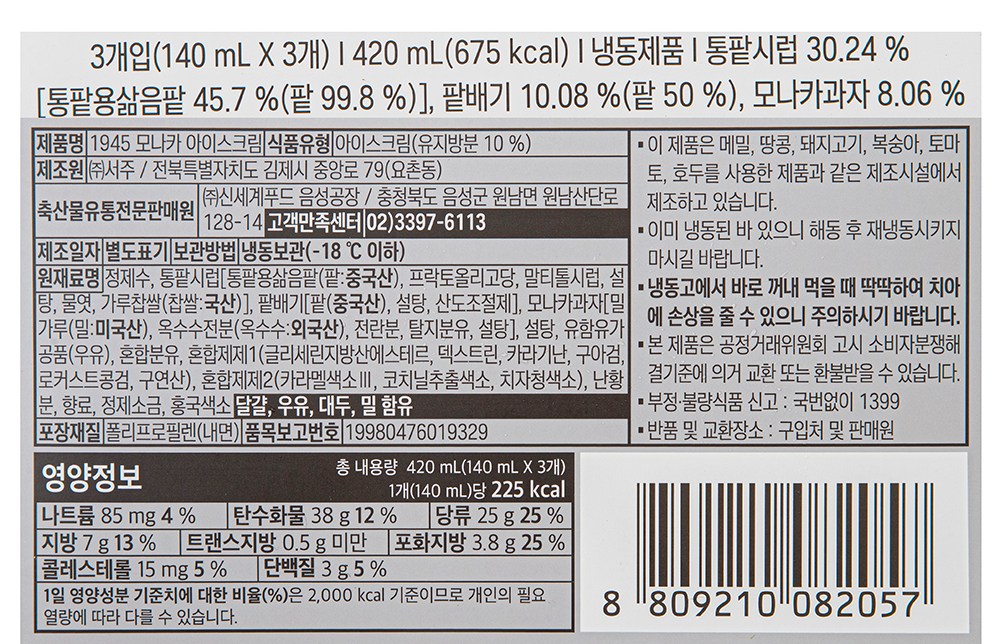 3개입(140 mL X 3개) l 420 mL(675 kcal) l 냉동제품 l 통팥시럽 30.24 %
[통팥용삶음팥 45.7 %(팥 99.8 %)], 팥배기 10.08 %(팥 50 %), 모나카과자 8.06 %
제품명 1945 모나카 아이스크림 식품유형 아이스크림(유지방분 10 %)
제조원 ㈜서주 / 전북특별자치도 김제시 중앙로 79(요촌동)
축산물유통전문판매원 ㈜신세계푸드 음성공장 / 충청북도 음성군 원남면 원남산단로
128-14 고객만족센터 02)3397-6113
제조일자 별도표기 보관방법 냉동보관(-18 ℃ 이하)
원재료명 정제수, 통팥시럽[통팥용삶음팥(팥:중국산), 프락토올리고당, 말티톨시럽, 설
탕, 물엿, 가루찹쌀(찹쌀:국산)], 팥배기[팥(중국산), 설탕, 산도조절제], 모나카과자[밀
가루(밀:미국산), 옥수수전분(옥수수:외국산), 전란분, 탈지분유, 설탕], 설탕, 유함유가
공품(우유), 혼합분유, 혼합제제1(글리세린지방산에스테르, 덱스트린, 카라기난, 구아검,
로커스트콩검, 구연산), 혼합제제2(카라멜색소Ⅲ, 코치닐추출색소, 치자청색소), 난황
분, 향료, 정제소금, 홍국색소 달걀, 우유, 대두, 밀 함유
포장재질 폴리프로필렌(내면) 품목보고번호 19980476019329
▪ 이 제품은 메밀, 땅콩, 돼지고기, 복숭아, 토마
토, 호두를 사용한 제품과 같은 제조시설에서
제조하고 있습니다.
▪ 이미 냉동된 바 있으니 해동 후 재냉동시키지
마시길 바랍니다.
▪ 냉동고에서 바로 꺼내 먹을 때 딱딱하여 치아
에 손상을 줄 수 있으니 주의하시기 바랍니다.
▪ 본 제품은 공정거래위원회 고시 소비자분쟁해
결기준에 의거 교환 또는 환불받을 수 있습니다.
▪ 부정·불량식품 신고 : 국번없이 1399
▪ 반품 및 교환장소 : 구입처 및 판매원
영양정보
총 내용량 420 mL(140 mL X 3개)
1개(140 mL)당 225 kcal
나트륨 85 mg 4 % 탄수화물 38 g 12 % 당류 25 g 25 %
지방 7 g 13 % 트랜스지방 0.5 g 미만 포화지방 3.8 g 25 %
콜레스테롤 15 mg 5 % 단백질 3 g 5 %
1일 영양성분 기준치에 대한 비율(%)은 2,000 kcal 기준이므로 개인의 필요
열량에 따라 다를 수 있습니다.
8 809210 082057